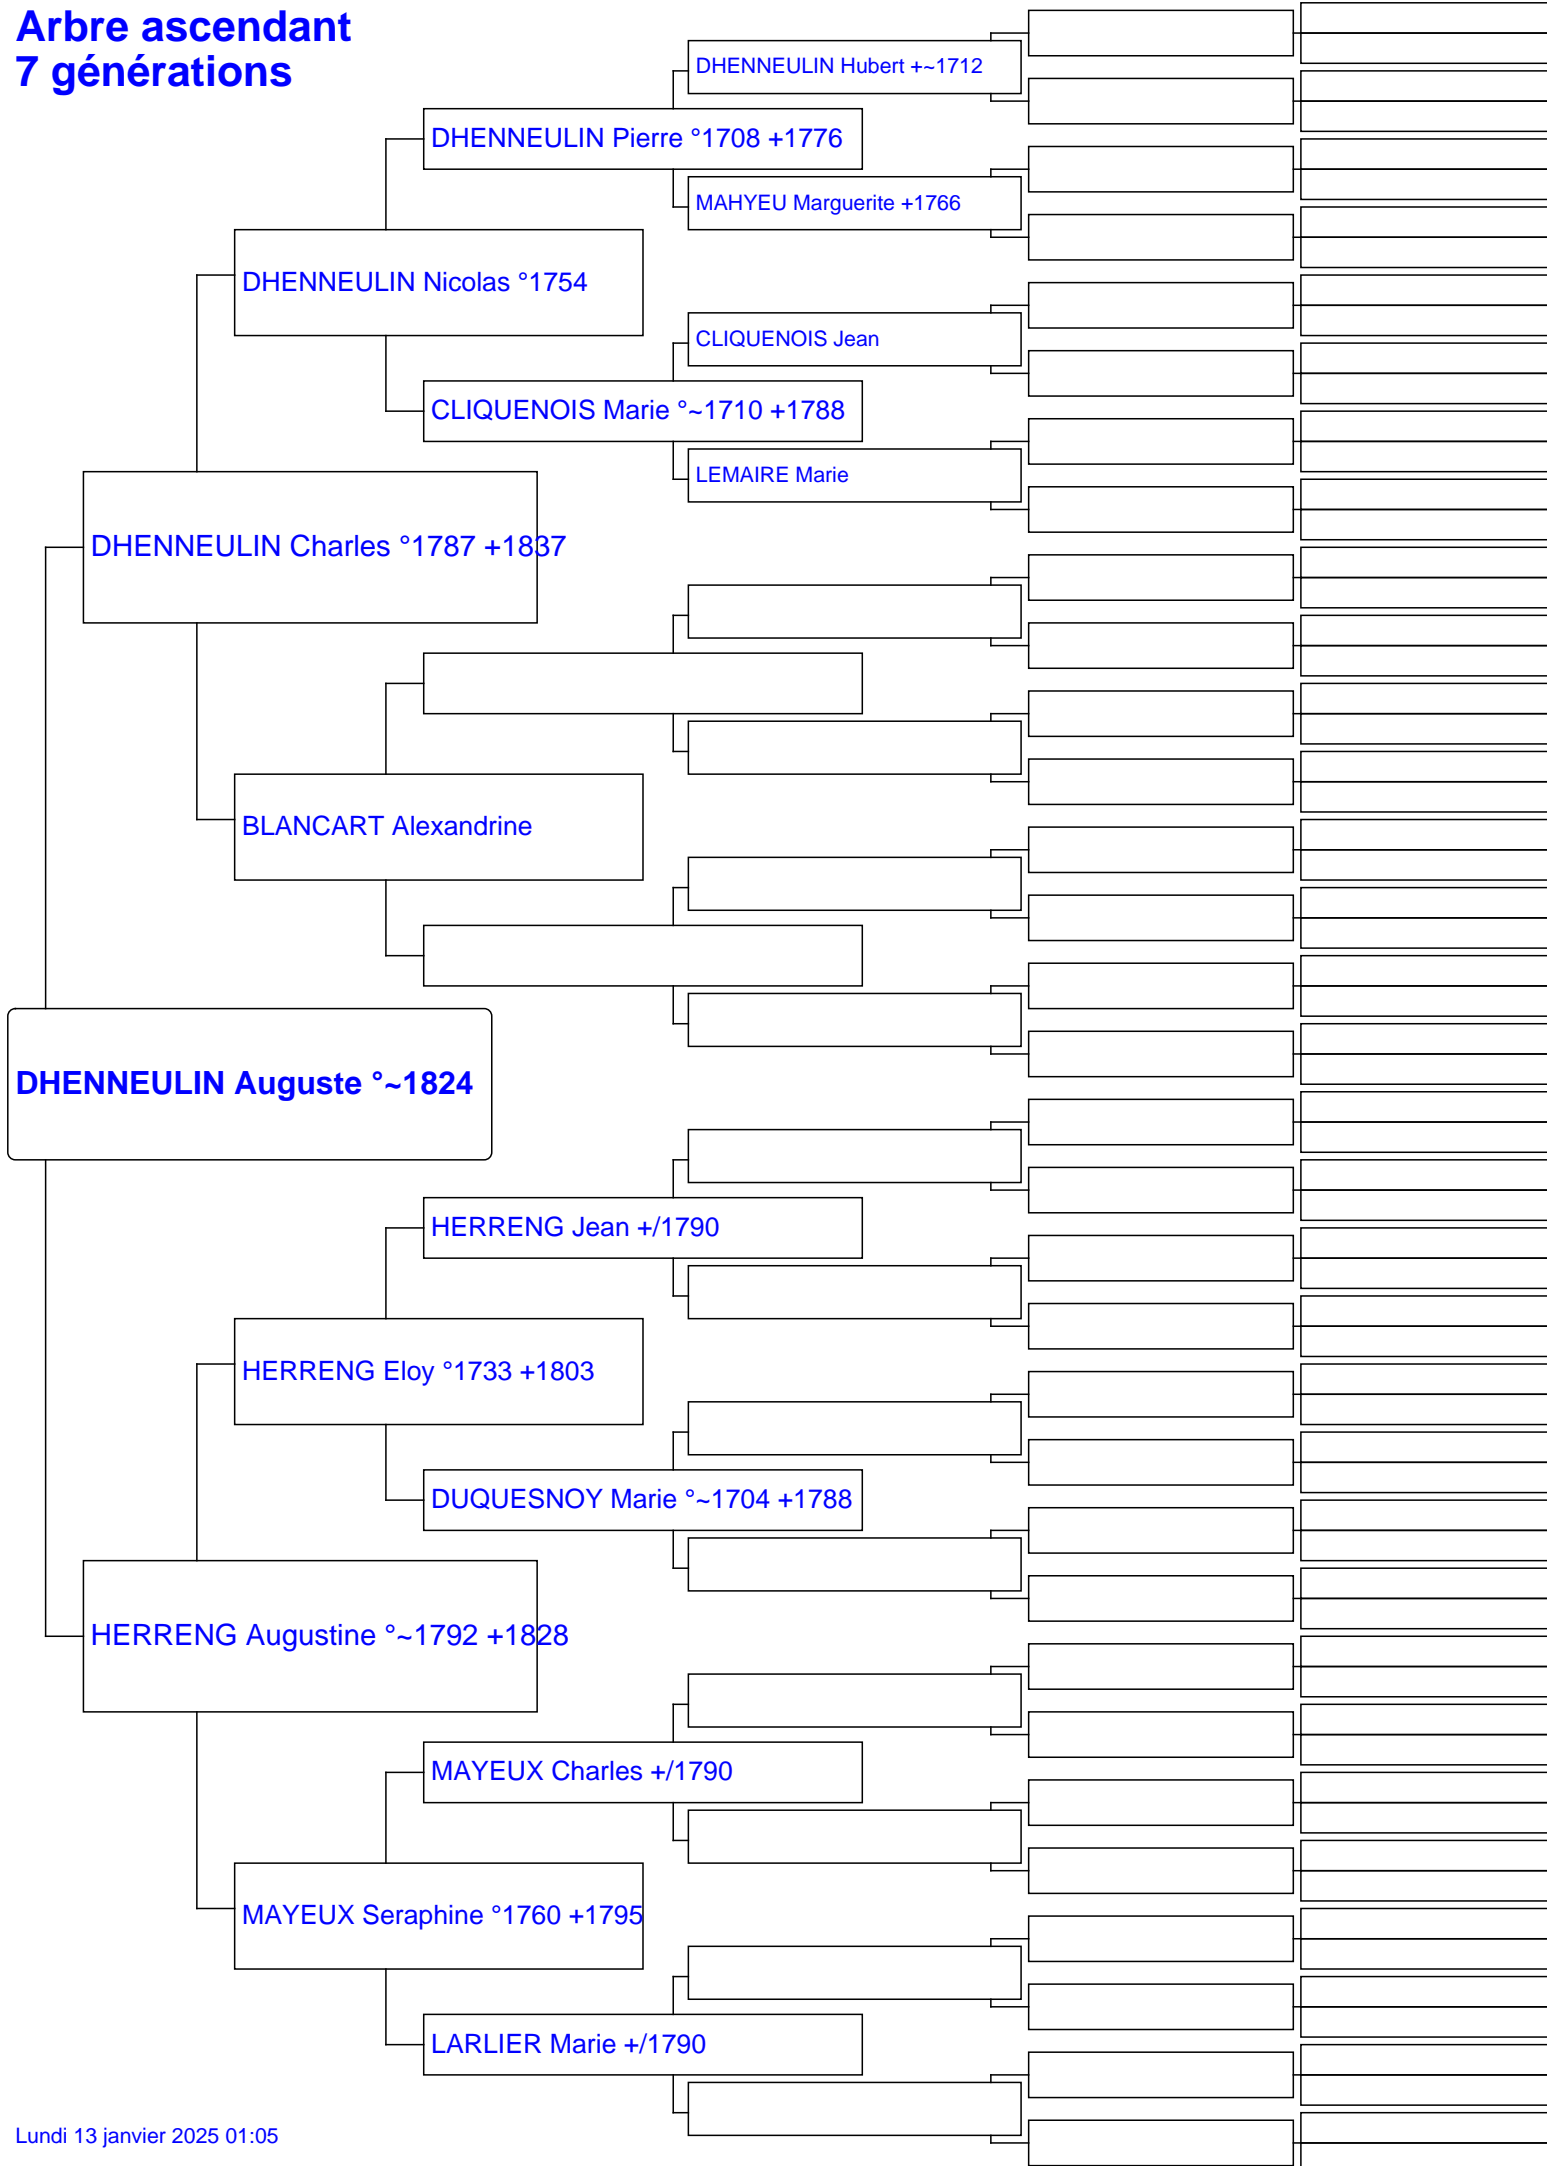 Arbre ascendant
7 générations
DHENNEULIN Hubert +~1712
DHENNEULIN Pierre °1708 +1776
MAHYEU Marguerite +1766
DHENNEULIN Nicolas °1754
CLIQUENOIS Jean
CLIQUENOIS Marie °~1710 +1788
LEMAIRE Marie
DHENNEULIN Charles °1787 +1837
BLANCART Alexandrine
DHENNEULIN Auguste °~1824
HERRENG Jean +/1790
HERRENG Eloy °1733 +1803
DUQUESNOY Marie °~1704 +1788
HERRENG Augustine °~1792 +1828
MAYEUX Charles +/1790
MAYEUX Seraphine °1760 +1795
LARLIER Marie +/1790
Lundi 13 janvier 2025 01:05